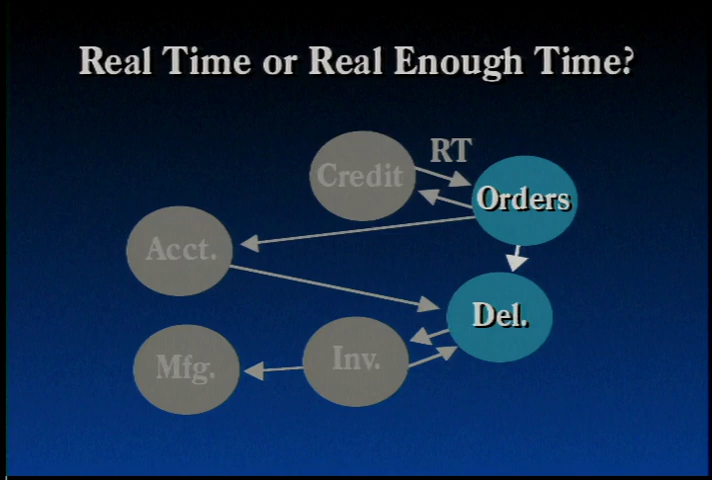 Real Time or Real Enough Time?
RT
Credit
Orders
Acct.
Del.
Inv.
Mfg.